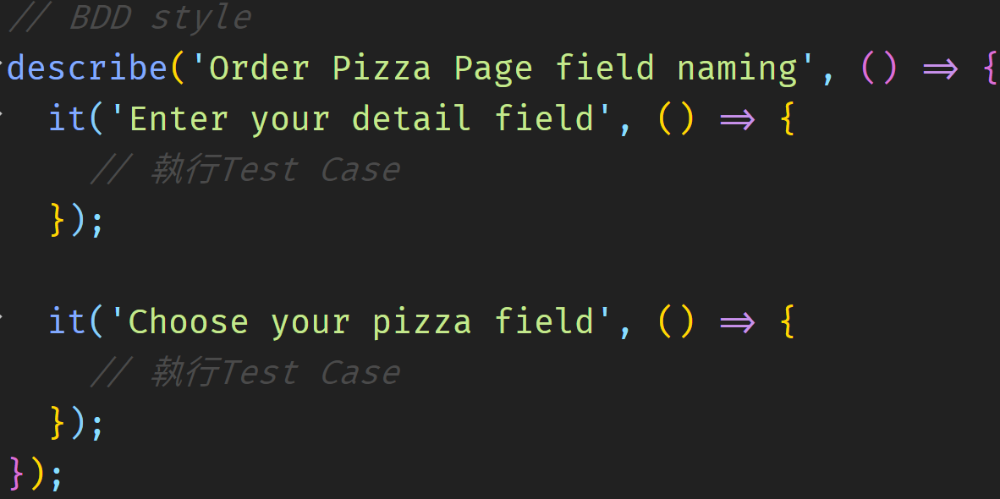 // BDD style
describe('Order Pizza Page field naming', () => {
  it('Enter your detail field', () => {
    // 執行Test Case
  });

  it('Choose your pizza field', () => {
    // 執行Test Case
  });
});